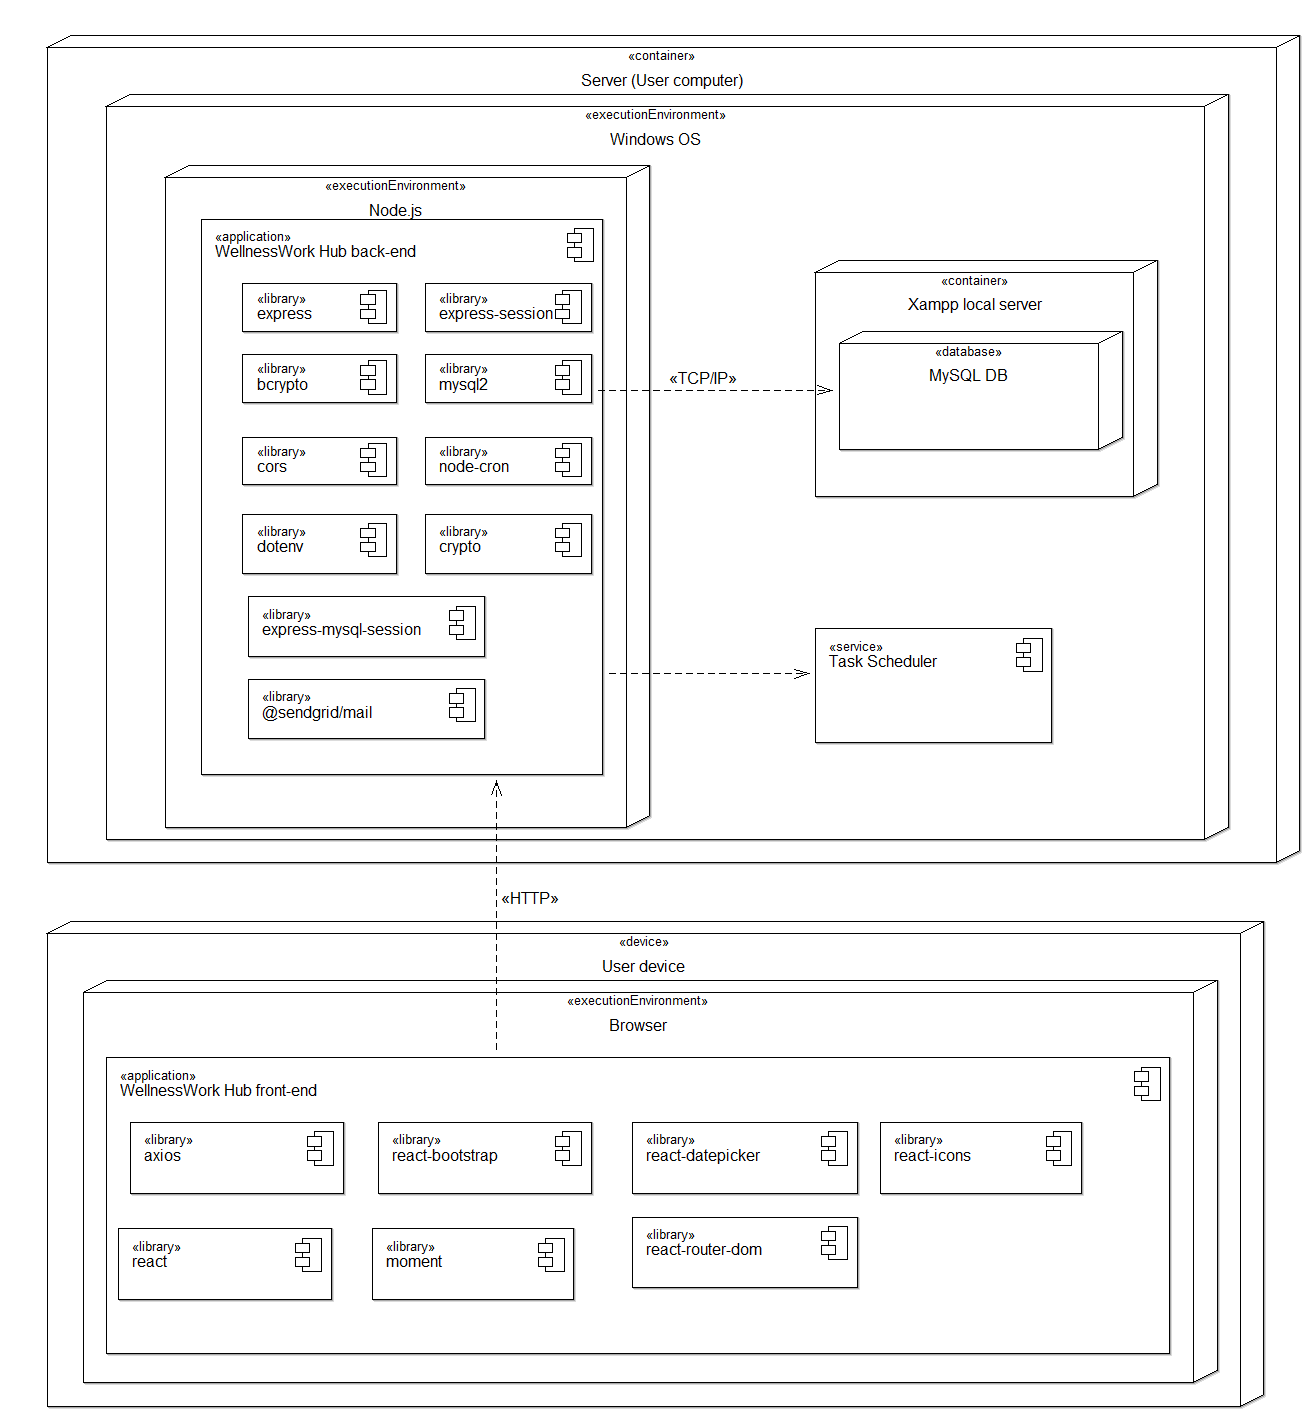 «container»
Server (User computer)
«executionEnvironment»
Windows OS
«executionEnvironment»
Node.js
«application»
WellnessWork Hub back-end
«library»
express
«library»
express-session
«library»
bcrypto
«library»
mysql2
«library»
cors
«library»
node-cron
«library»
dotenv
«library»
crypto
«library»
express-mysql-session
«library»
@sendgrid/mail
«TCP/IP»
«container»
Xampp local server
«database»
MySQL DB
«service»
Task Scheduler
«HTTP»
«device»
User device
«executionEnvironment»
Browser
«application»
WellnessWork Hub front-end
«library»
axios
«library»
react-bootstrap
«library»
react-datepicker
«library»
react-icons
«library»
react
«library»
moment
«library»
react-router-dom